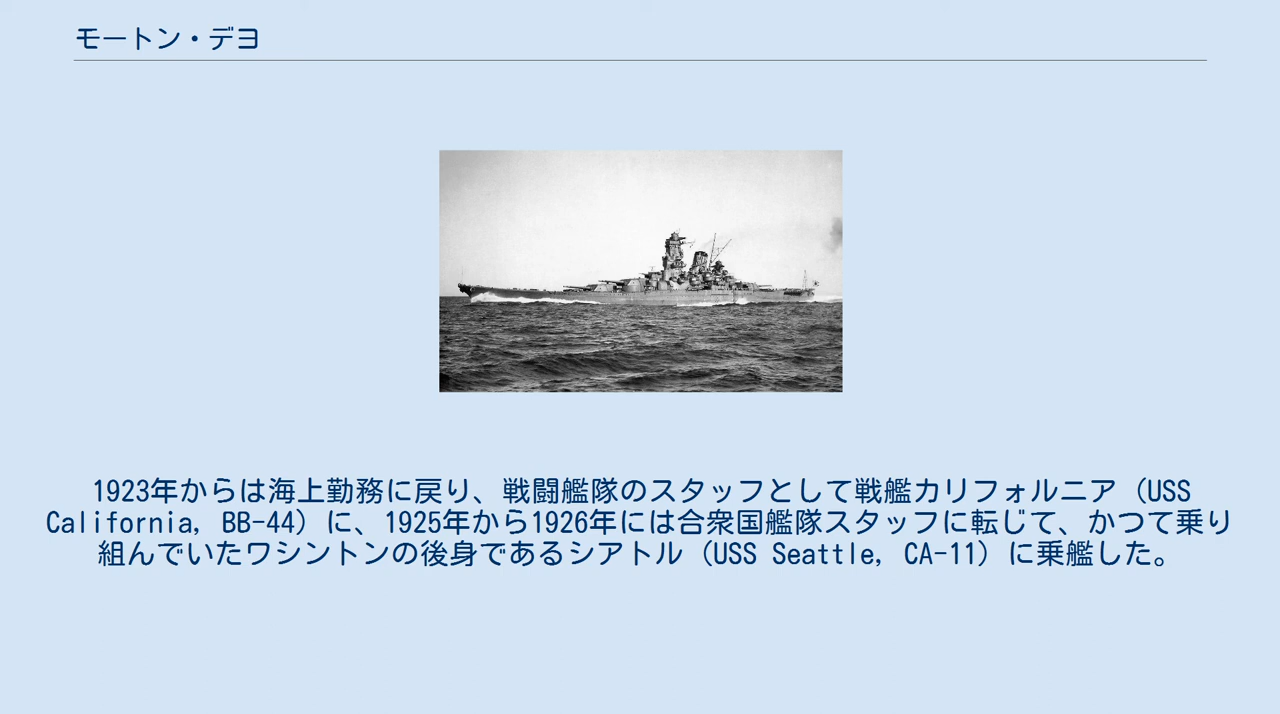 モートン・デヨ
1923年からは海上勤務に戻り、戦闘艦隊のスタッフとして戦艦カリフォルニア（USS
California, BB-44）に、1925年から1926年には合衆国艦隊スタッフに転じて、かつて乗り
組んでいたワシントンの後身であるシアトル（USS Seattle, CA-11）に乗艦した。